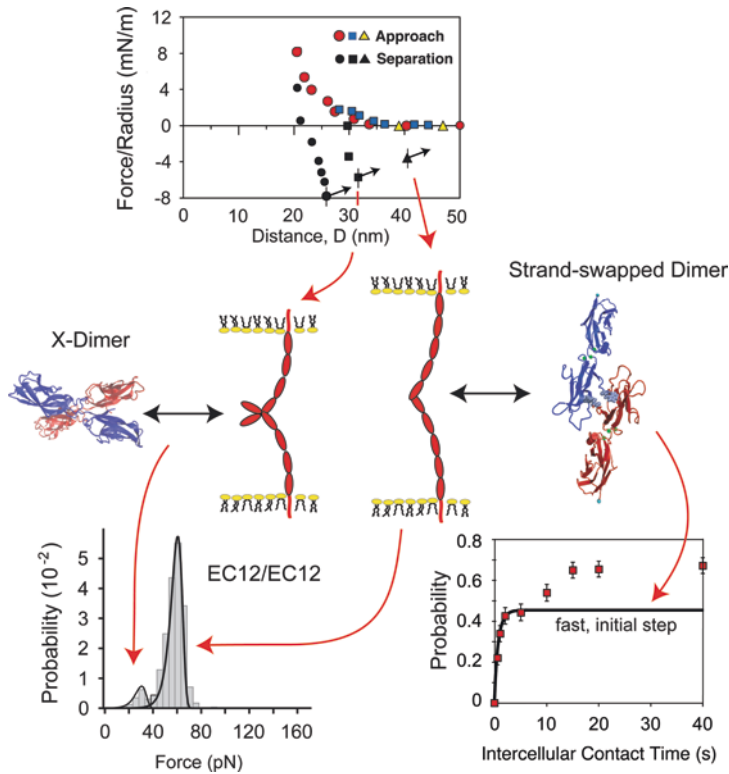 12
8
4
0
-4
-8
Force/Radius (mN/m)
Approach
Separation
0 10 20 30 40 50
Distance, D (nm)
X-Dimer
Strand-swapped Dimer
EC12/EC12
5
4
3
2
1
0
Probability (10⁻²)
0 40 80 120 160
Force (pN)
0.8
0.6
0.4
0.2
0
Probability
fast, initial step
0 10 20 30 40
Intercellular Contact Time (s)